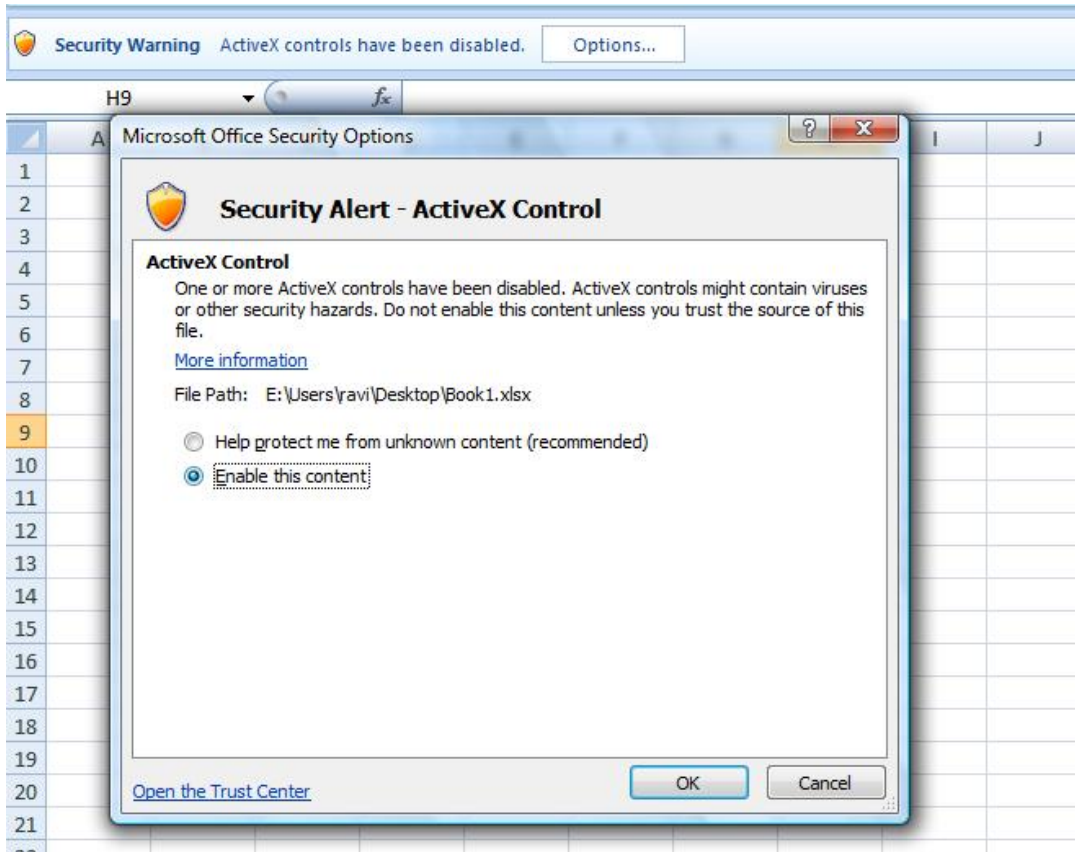 Security Warning ActiveX controls have been disabled. Options...
H9 fx
A I J
Microsoft Office Security Options ? X
1
2 Security Alert - ActiveX Control
3
4 ActiveX Control
One or more ActiveX controls have been disabled. ActiveX controls might contain viruses
5 or other security hazards. Do not enable this content unless you trust the source of this
6 file.
7 More information
8 File Path: E:\Users\ravi\Desktop\Book1.xlsx
9 Help protect me from unknown content (recommended)
10 Enable this content
11
12
13
14
15
16
17
18
19
20 Open the Trust Center OK Cancel
21